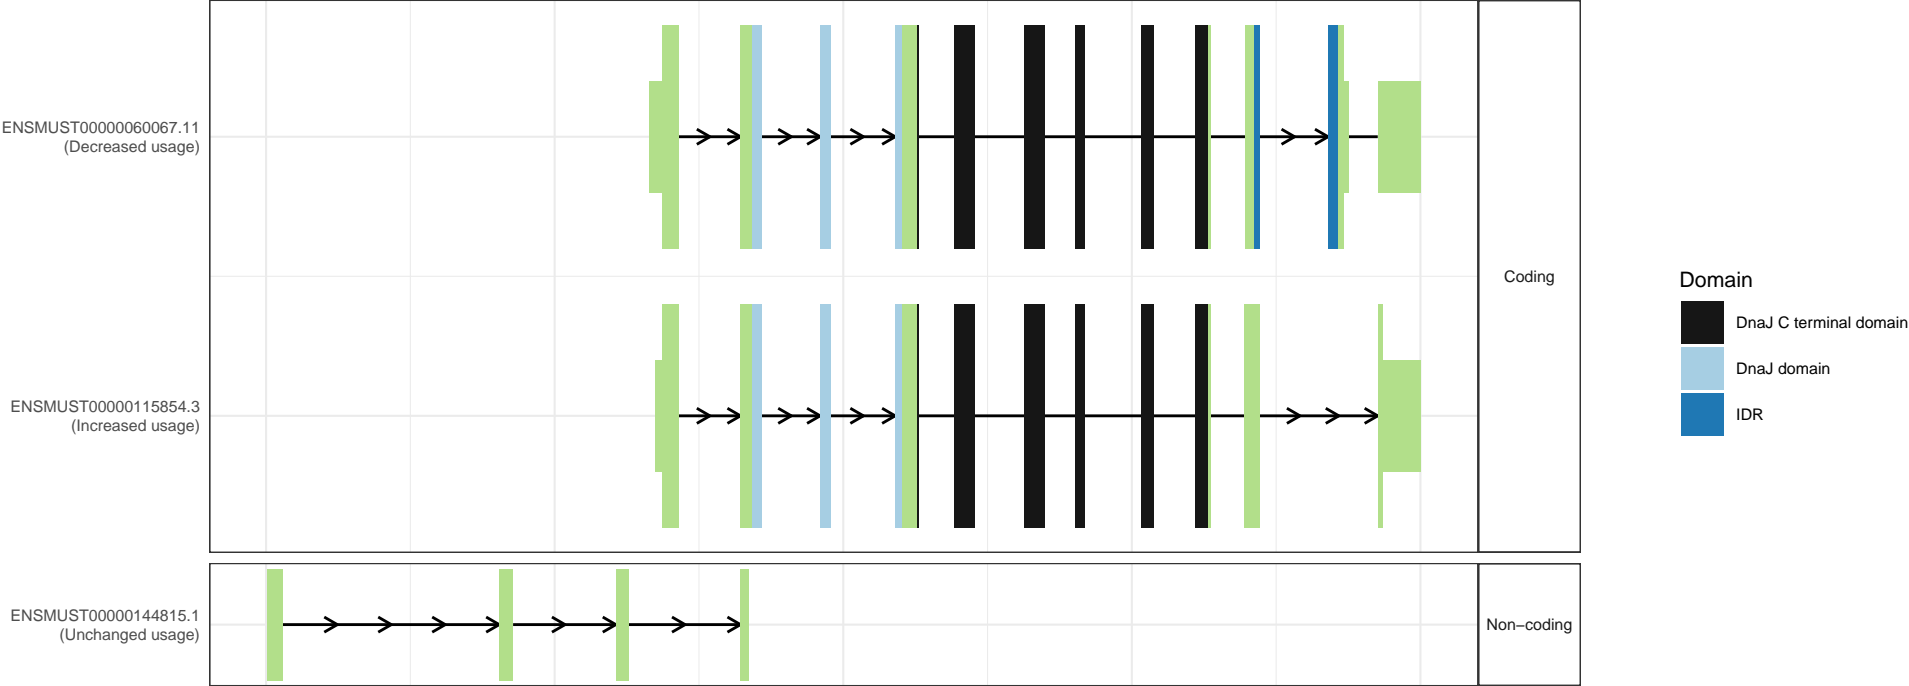 ENSMUST00000060067.11
(Decreased usage)
Coding
ENSMUST00000115854.3
(Increased usage)
ENSMUST00000144815.1
(Unchanged usage)
Non−coding
Domain
DnaJ C terminal domain
DnaJ domain
IDR